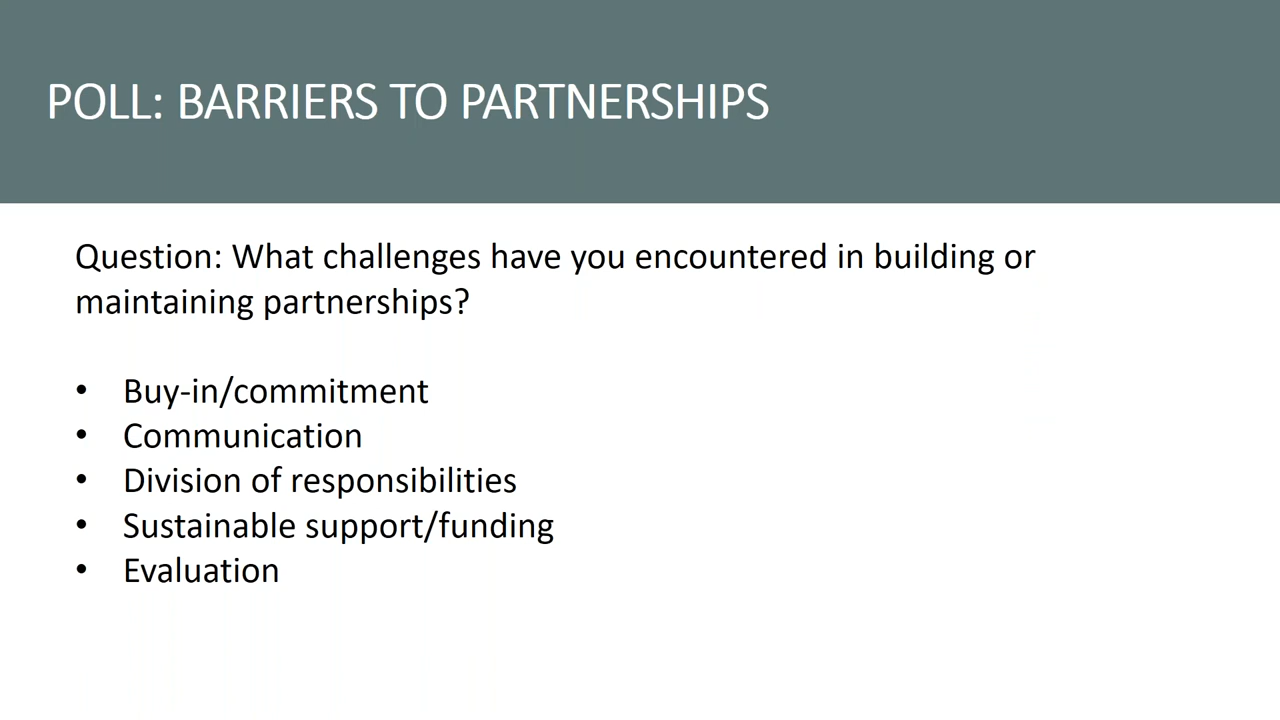 POLL: BARRIERS TO PARTNERSHIPS
Question: What challenges have you encountered in building or
maintaining partnerships?
• Buy-in/commitment
• Communication
• Division of responsibilities
• Sustainable support/funding
• Evaluation